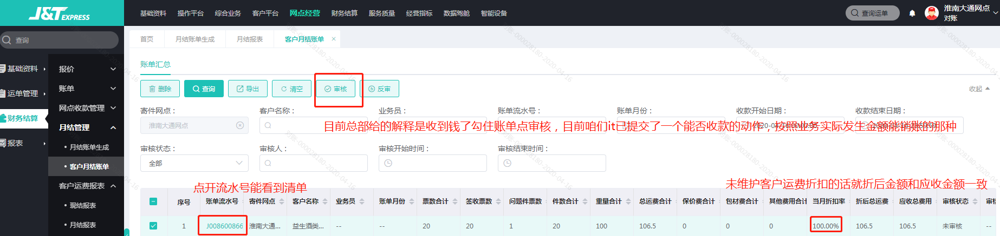 J&T EXPRESS
基础资料 操作平台 综合业务 客户平台 网点经营 财务结算 服务质量 经营指标 数据驾舱 智能设备
查询运单
淮南大通网点
对账
查询
首页 月结账单生成 月结报表 客户月结账单 ×
基础资料
运单管理
财务结算
报表
报价
账单
网点收款管理
月结管理
月结账单生成
客户月结账单
客户运费报表
现结报表
月结报表
账单汇总
删除 查询 导出 清空 审核 反审
收起
寄件网点： 客户名称： 业务员： 账单流水号： 账单月份： 收款开始日期： 收款结束日期：
淮南大通网点
目前总部给的解释是收到钱了勾住账单点审核，目前咱们it已提交了一个能否收款的动作，按照业务实际发生金额能销账的那种
审核状态： 审核人： 审核开始时间： 审核结束时间：
全部
点开流水号能看到清单
未维护客户运费折扣的话就折后金额和应收金额一致
序号 账单流水号 寄件网点 客户名称 业务员 账单月份 票数合计 签收票数 问题件票数 件数合计 重量合计 总运费合计 保价费合计 包材费合计 其他费用合计 当月折扣率 折后总运费 应收总费用 审核状态
1 J008600866 淮南大通... 益生酒类... -- -- 20 20 1 20 100 106.5 0 0 0 100.00% 106.5 106.5 未审核 --